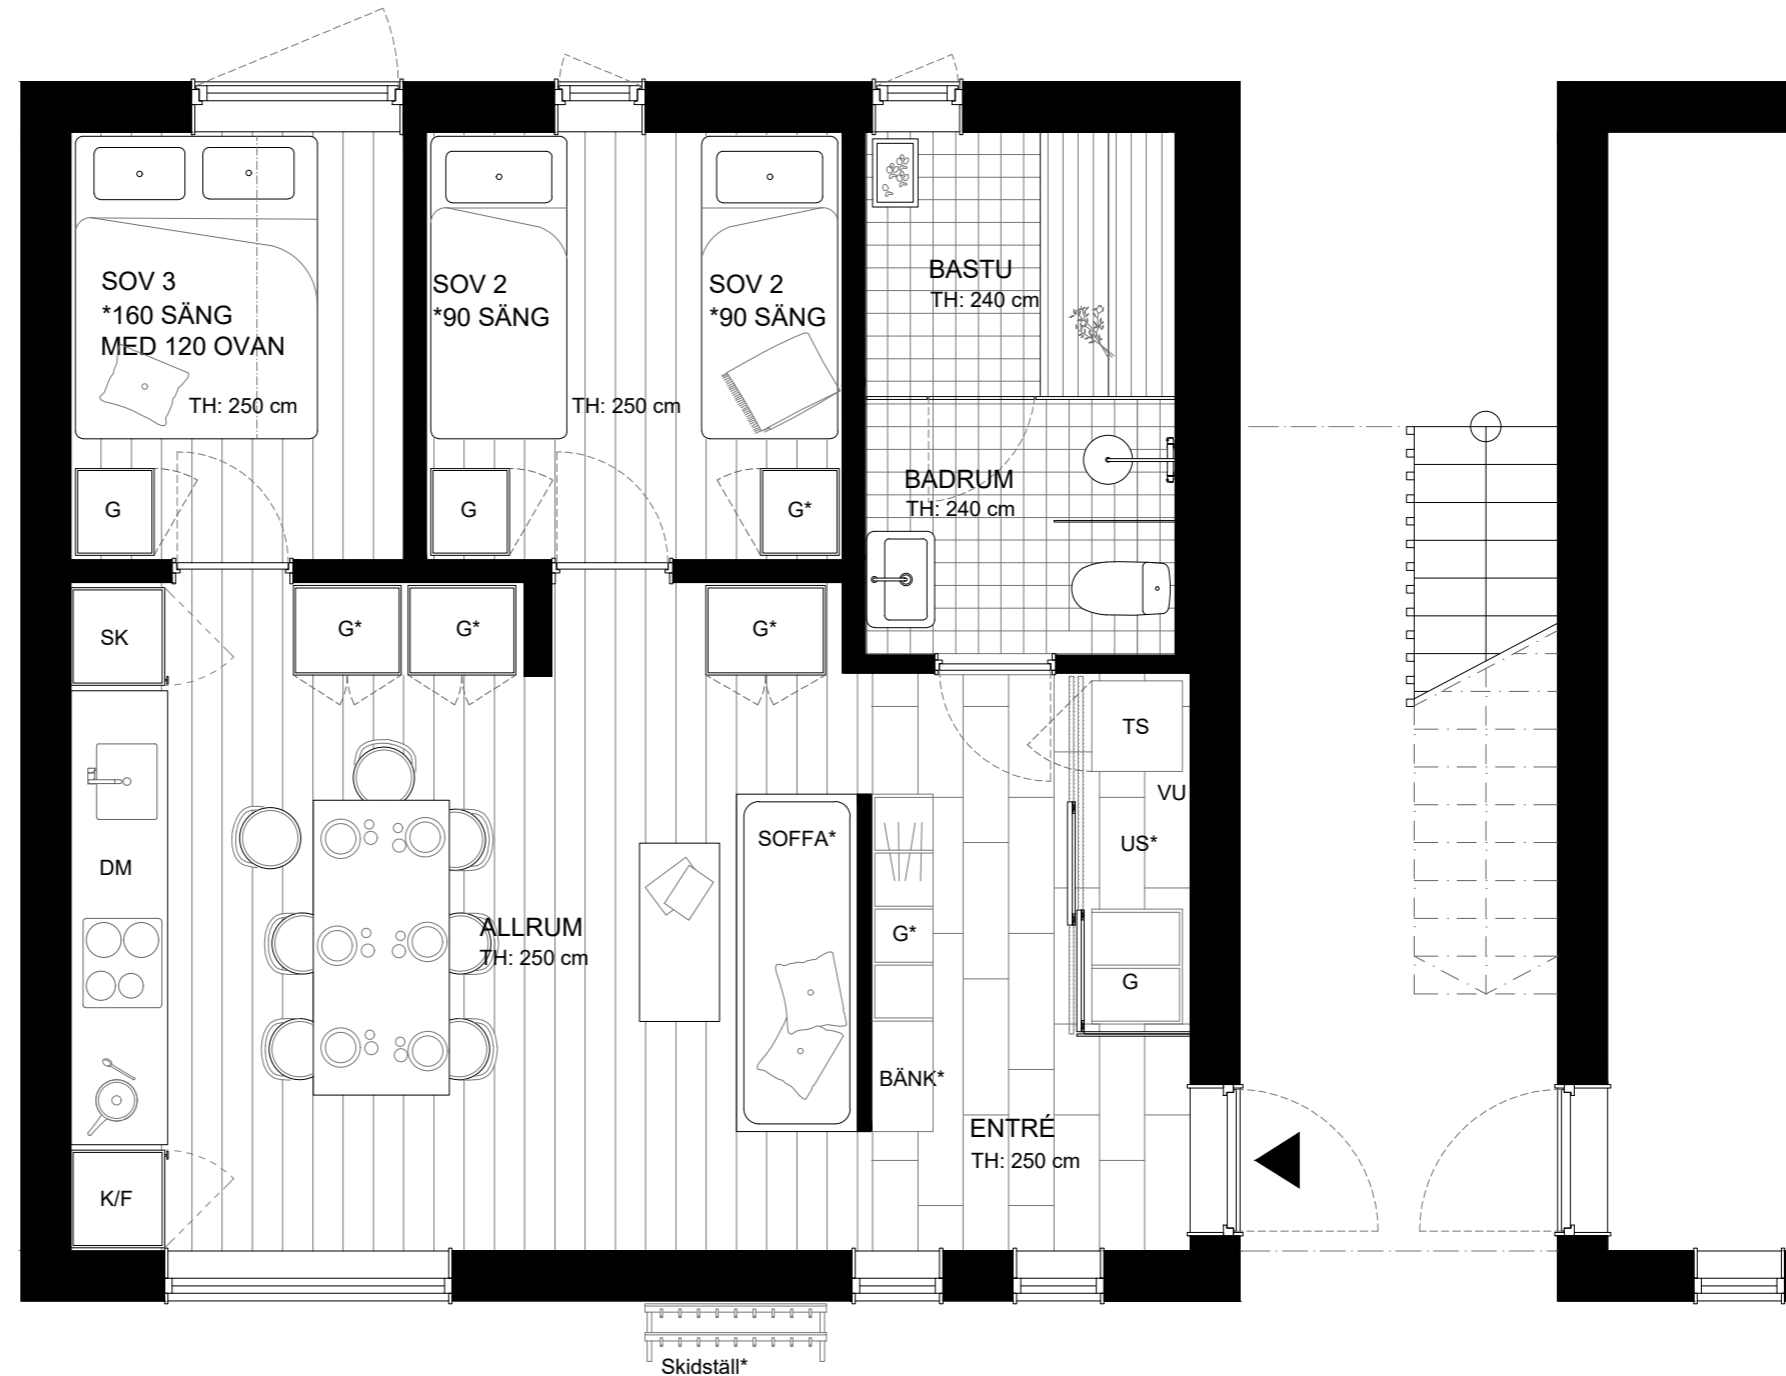 SOV 3
*160 SÄNG
MED 120 OVAN
TH: 250 cm
SOV 2
*90 SÄNG
TH: 250 cm
SOV 2
*90 SÄNG
BASTU
TH: 240 cm
BADRUM
TH: 240 cm
G
G
G*
SK
G*
G*
G*
TS
VU
US*
DM
SOFFA*
G*
ALLRUM
TH: 250 cm
G
BÄNK*
ENTRÉ
TH: 250 cm
K/F
Skidställ*